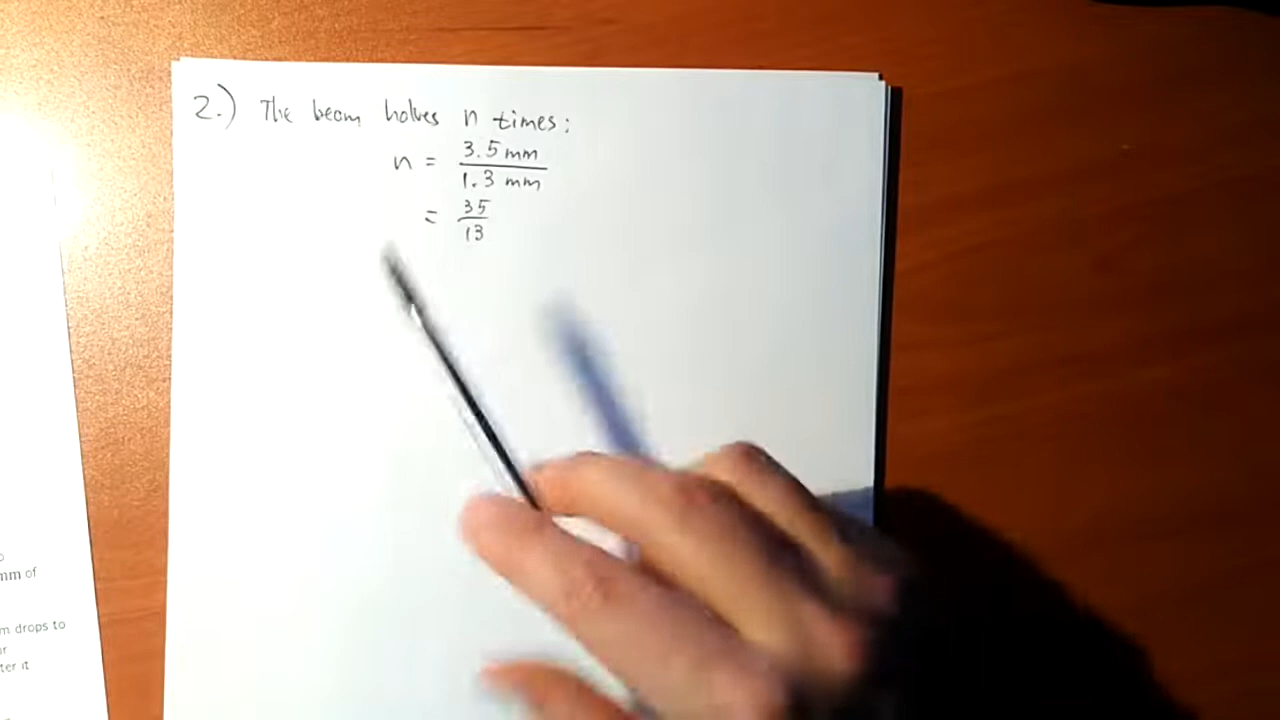 2.) The beam halves n times:
n = 3.5 mm / 1.3 mm
= 35 / 13
mm of
m drops to
ter it